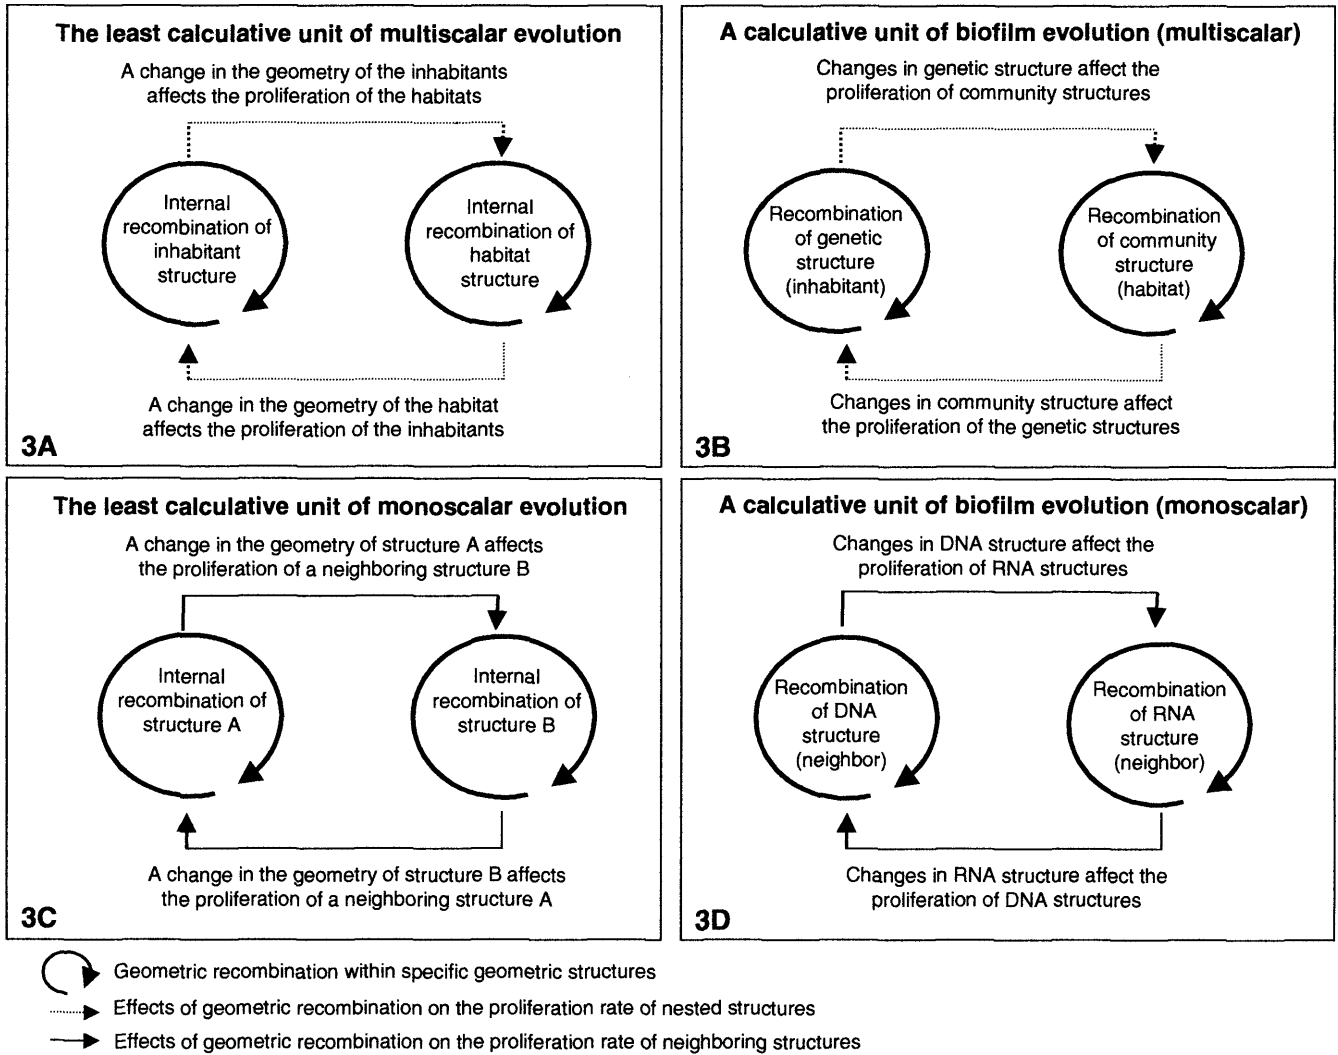 The least calculative unit of multiscalar evolution
A change in the geometry of the inhabitants
affects the proliferation of the habitats
Internal
recombination of
inhabitant
structure
Internal
recombination of
habitat
structure
A change in the geometry of the habitat
affects the proliferation of the inhabitants
3A
A calculative unit of biofilm evolution (multiscalar)
Changes in genetic structure affect the
proliferation of community structures
Recombination
of genetic
structure
(inhabitant)
Recombination
of community
structure
(habitat)
Changes in community structure affect
the proliferation of the genetic structures
3B
The least calculative unit of monoscalar evolution
A change in the geometry of structure A affects
the proliferation of a neighboring structure B
Internal
recombination of
structure A
Internal
recombination of
structure B
A change in the geometry of structure B affects
the proliferation of a neighboring structure A
3C
A calculative unit of biofilm evolution (monoscalar)
Changes in DNA structure affect the
proliferation of RNA structures
Recombination
of DNA
structure
(neighbor)
Recombination
of RNA
structure
(neighbor)
Changes in RNA structure affect the
proliferation of DNA structures
3D
Geometric recombination within specific geometric structures
Effects of geometric recombination on the proliferation rate of nested structures
Effects of geometric recombination on the proliferation rate of neighboring structures